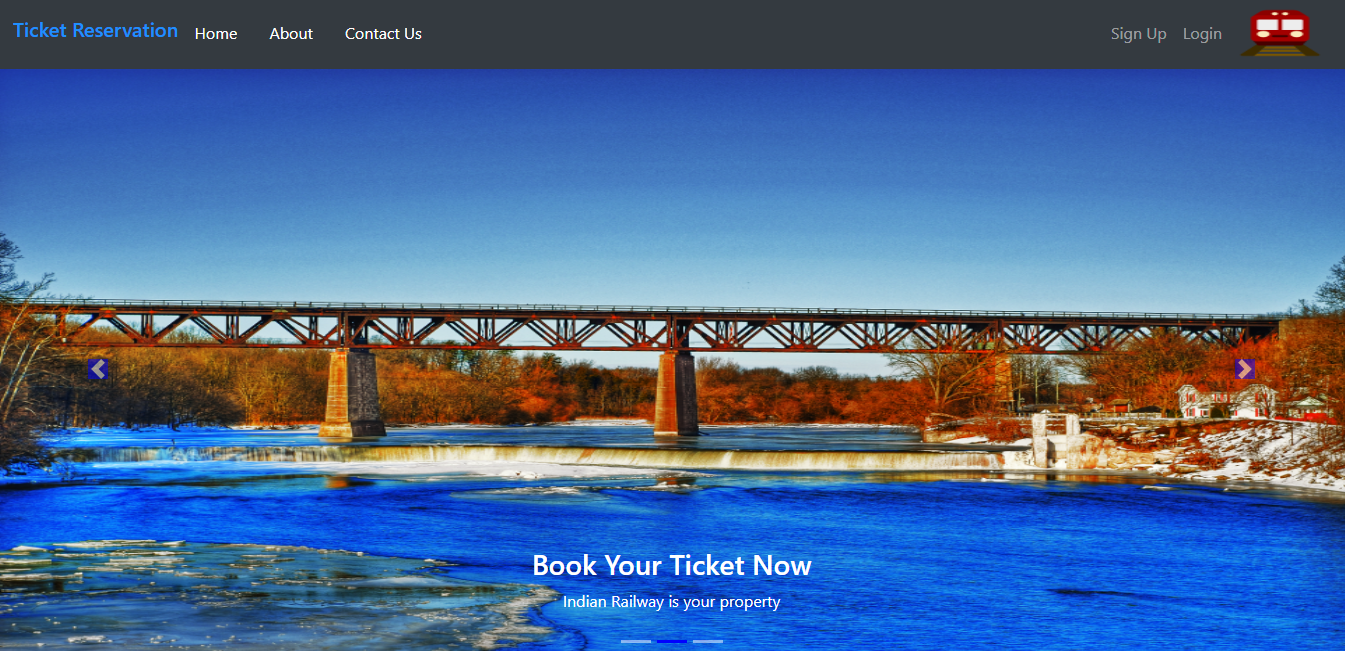 Ticket Reservation Home About Contact Us Sign Up Login
Book Your Ticket Now
Indian Railway is your property